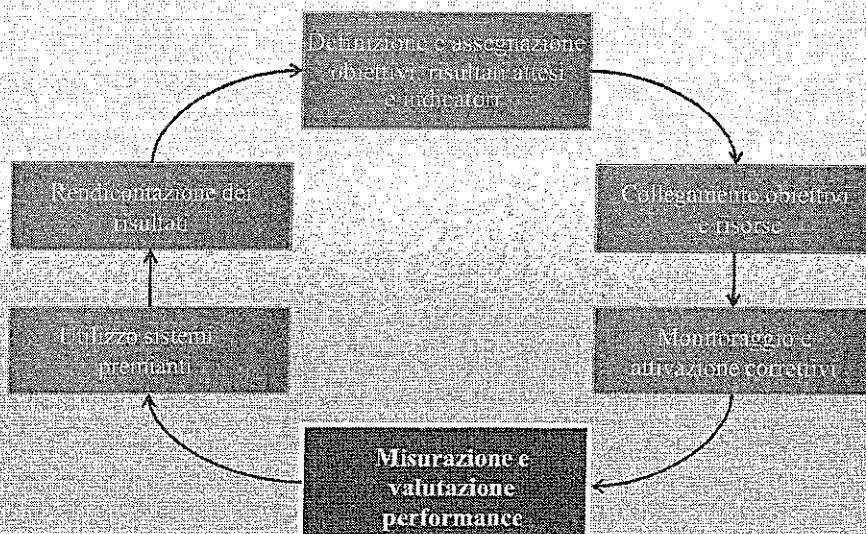 Definizione e assegnazione
obiettivi, risultati attesi
e indicatori
Collegamento obiettivi
e risorse
Monitoraggio e
attivazione correttivi
Misurazione e
valutazione
performance
Utilizzo sistemi
premianti
Rendicontazione dei
risultati